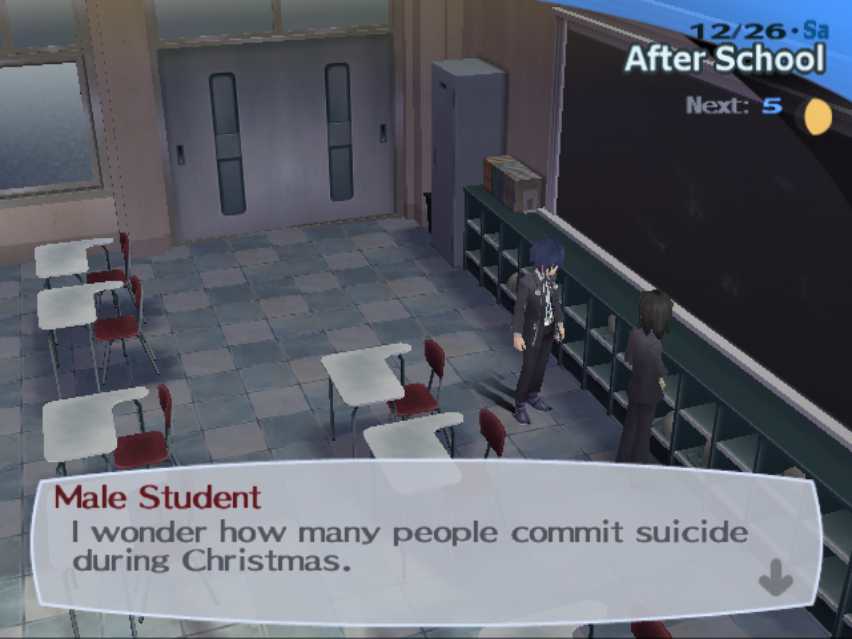 12/26・Sa
After School
Next: 5
Male Student
I wonder how many people commit suicide
during Christmas.